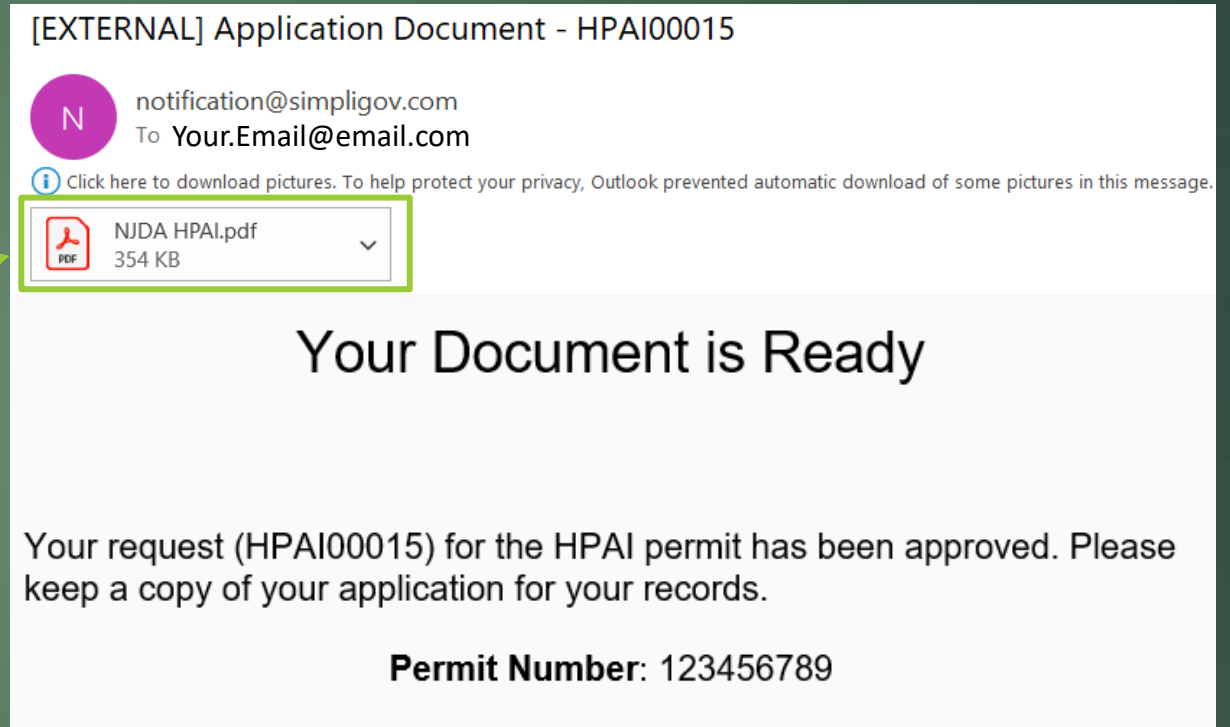 [EXTERNAL] Application Document - HPAI00015
N
notification@simpligov.com
To Your.Email@email.com
i Click here to download pictures. To help protect your privacy, Outlook prevented automatic download of some pictures in this message.
PDF
NJDA HPAI.pdf
354 KB
Your Document is Ready
Your request (HPAI00015) for the HPAI permit has been approved. Please
keep a copy of your application for your records.
Permit Number: 123456789